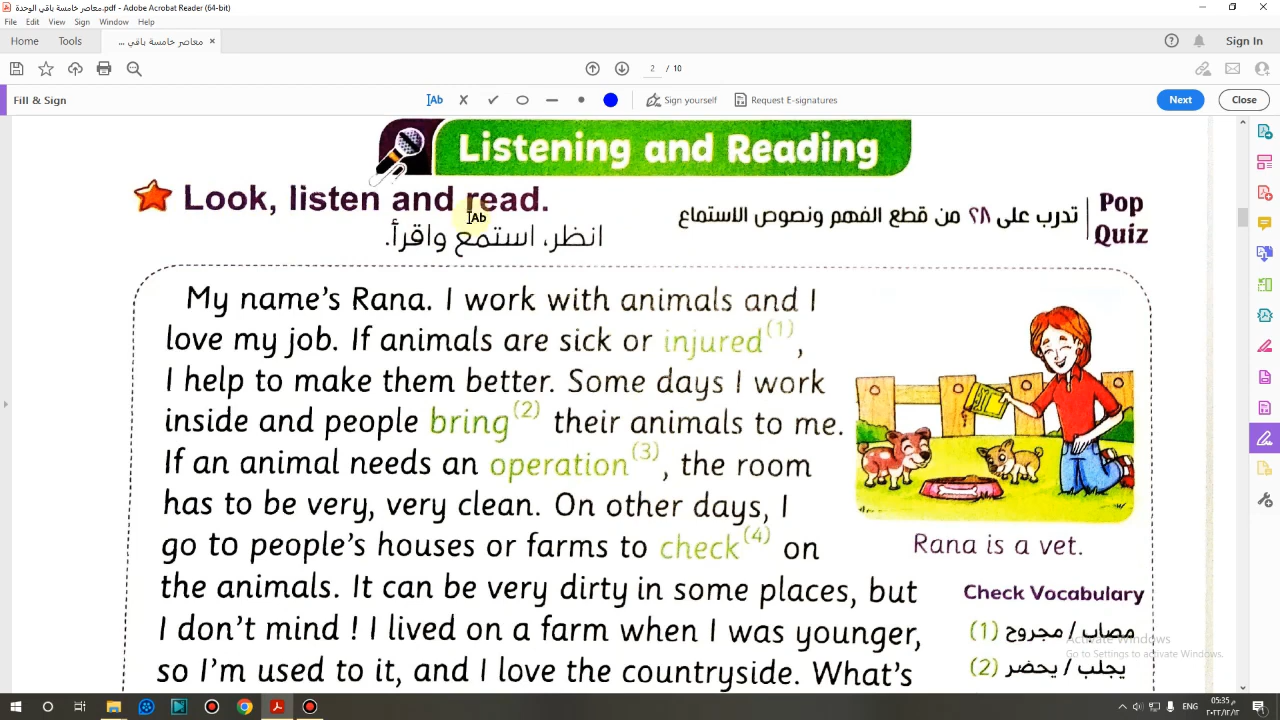 معاصر خامسة باقي الوحدة.pdf - Adobe Acrobat Reader (64-bit)
File Edit View Sign Window Help
Home Tools معاصر خامسة باقي ... × Sign In
2 / 10
Fill & Sign Ab Sign yourself Request E-signatures Next Close
Listening and Reading
Look, listen and read.
Ab
انظر، استمع واقرأ.
Pop Quiz
تدرب على ٢٨ من قطع الفهم ونصوص الاستماع
My name's Rana. I work with animals and I
love my job. If animals are sick or injured(1),
I help to make them better. Some days I work
inside and people bring(2) their animals to me.
If an animal needs an operation(3), the room
has to be very, very clean. On other days, I
go to people's houses or farms to check(4) on
the animals. It can be very dirty in some places, but
I don't mind ! I lived on a farm when I was younger,
so I'm used to it, and I love the countryside. What's
Rana is a vet.
Check Vocabulary
(1) مصاب / مجروح
(2) يجلب / يحضر
Activate Windows
Go to Settings to activate Windows.
ENG
05:35 م